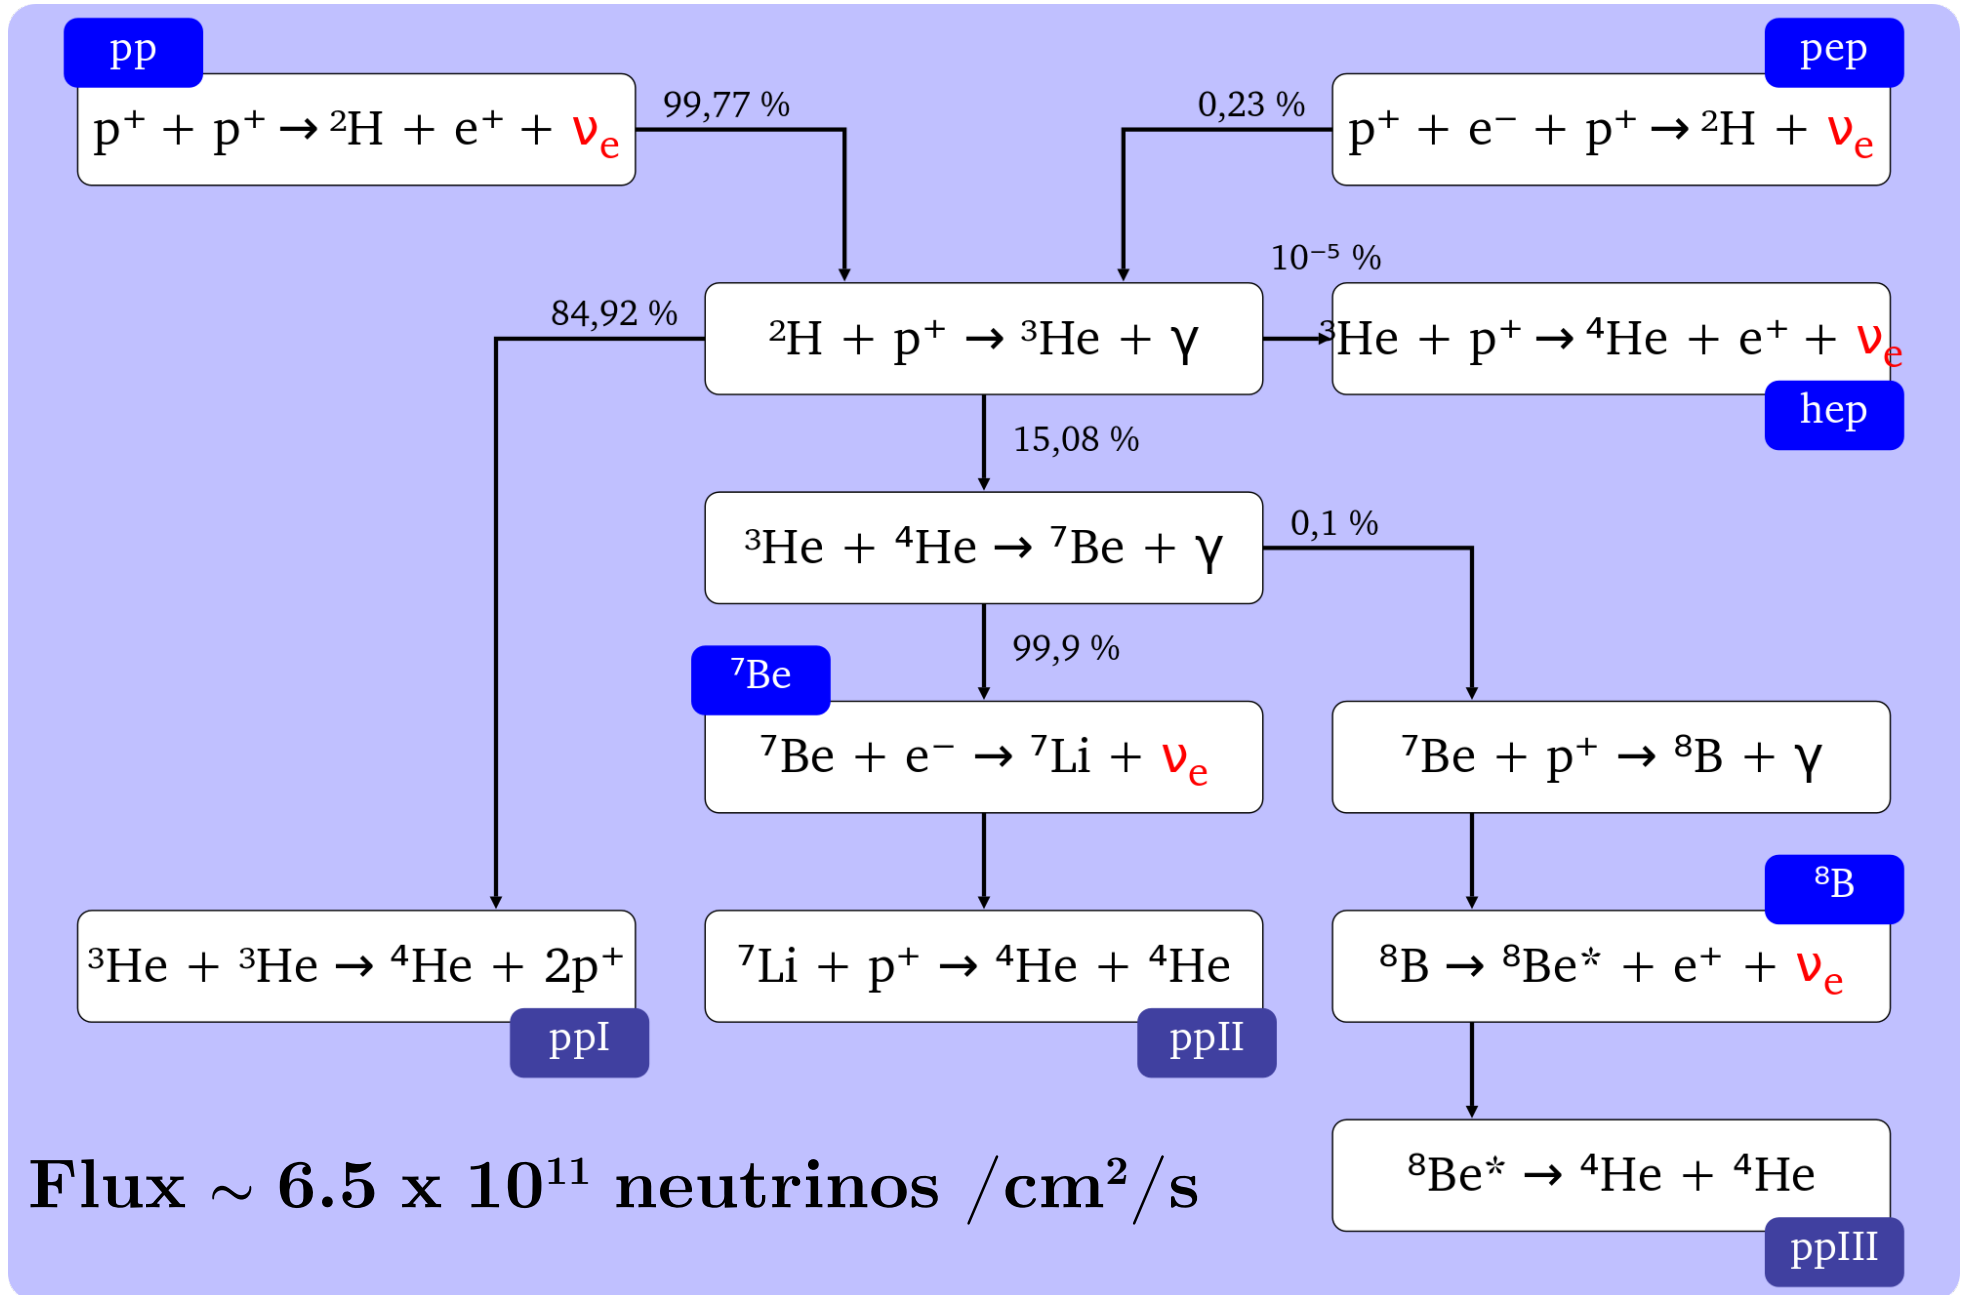 pp
pep
p⁺ + p⁺ → ²H + e⁺ + νₑ
99,77 %
0,23 %
p⁺ + e⁻ + p⁺ → ²H + νₑ
10⁻⁵ %
84,92 %
²H + p⁺ → ³He + γ
³He + p⁺ → ⁴He + e⁺ + νₑ
hep
15,08 %
³He + ⁴He → ⁷Be + γ
0,1 %
99,9 %
⁷Be
⁷Be + e⁻ → ⁷Li + νₑ
⁷Be + p⁺ → ⁸B + γ
⁸B
³He + ³He → ⁴He + 2p⁺
⁷Li + p⁺ → ⁴He + ⁴He
⁸B → ⁸Be* + e⁺ + νₑ
ppI
ppII
Flux ~ 6.5 x 10¹¹ neutrinos /cm²/s
⁸Be* → ⁴He + ⁴He
ppIII